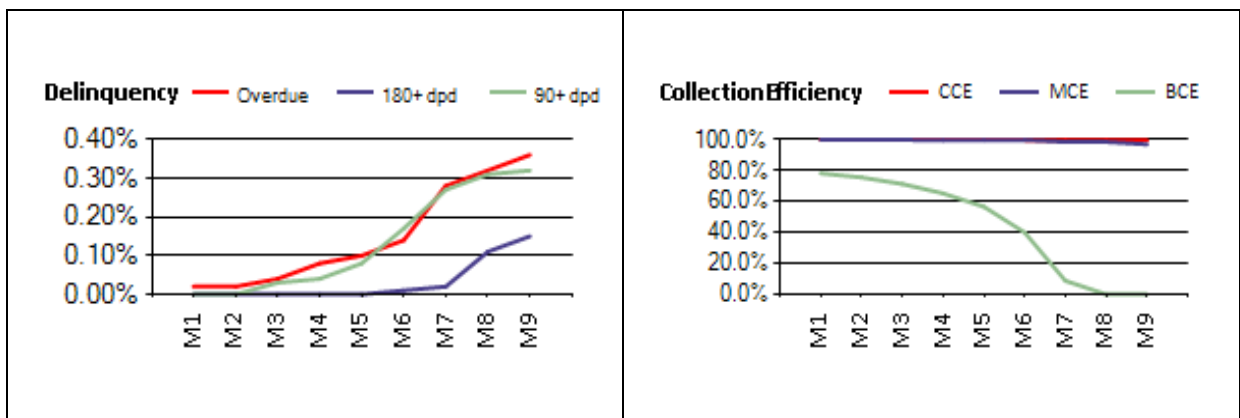 Delinquency Overdue 180+ dpd 90+ dpd
0.40%
0.30%
0.20%
0.10%
0.00%
M1 M2 M3 M4 M5 M6 M7 M8 M9
Collection Efficiency CCE MCE BCE
100.0%
80.0%
60.0%
40.0%
20.0%
0.0%
M1 M2 M3 M4 M5 M6 M7 M8 M9